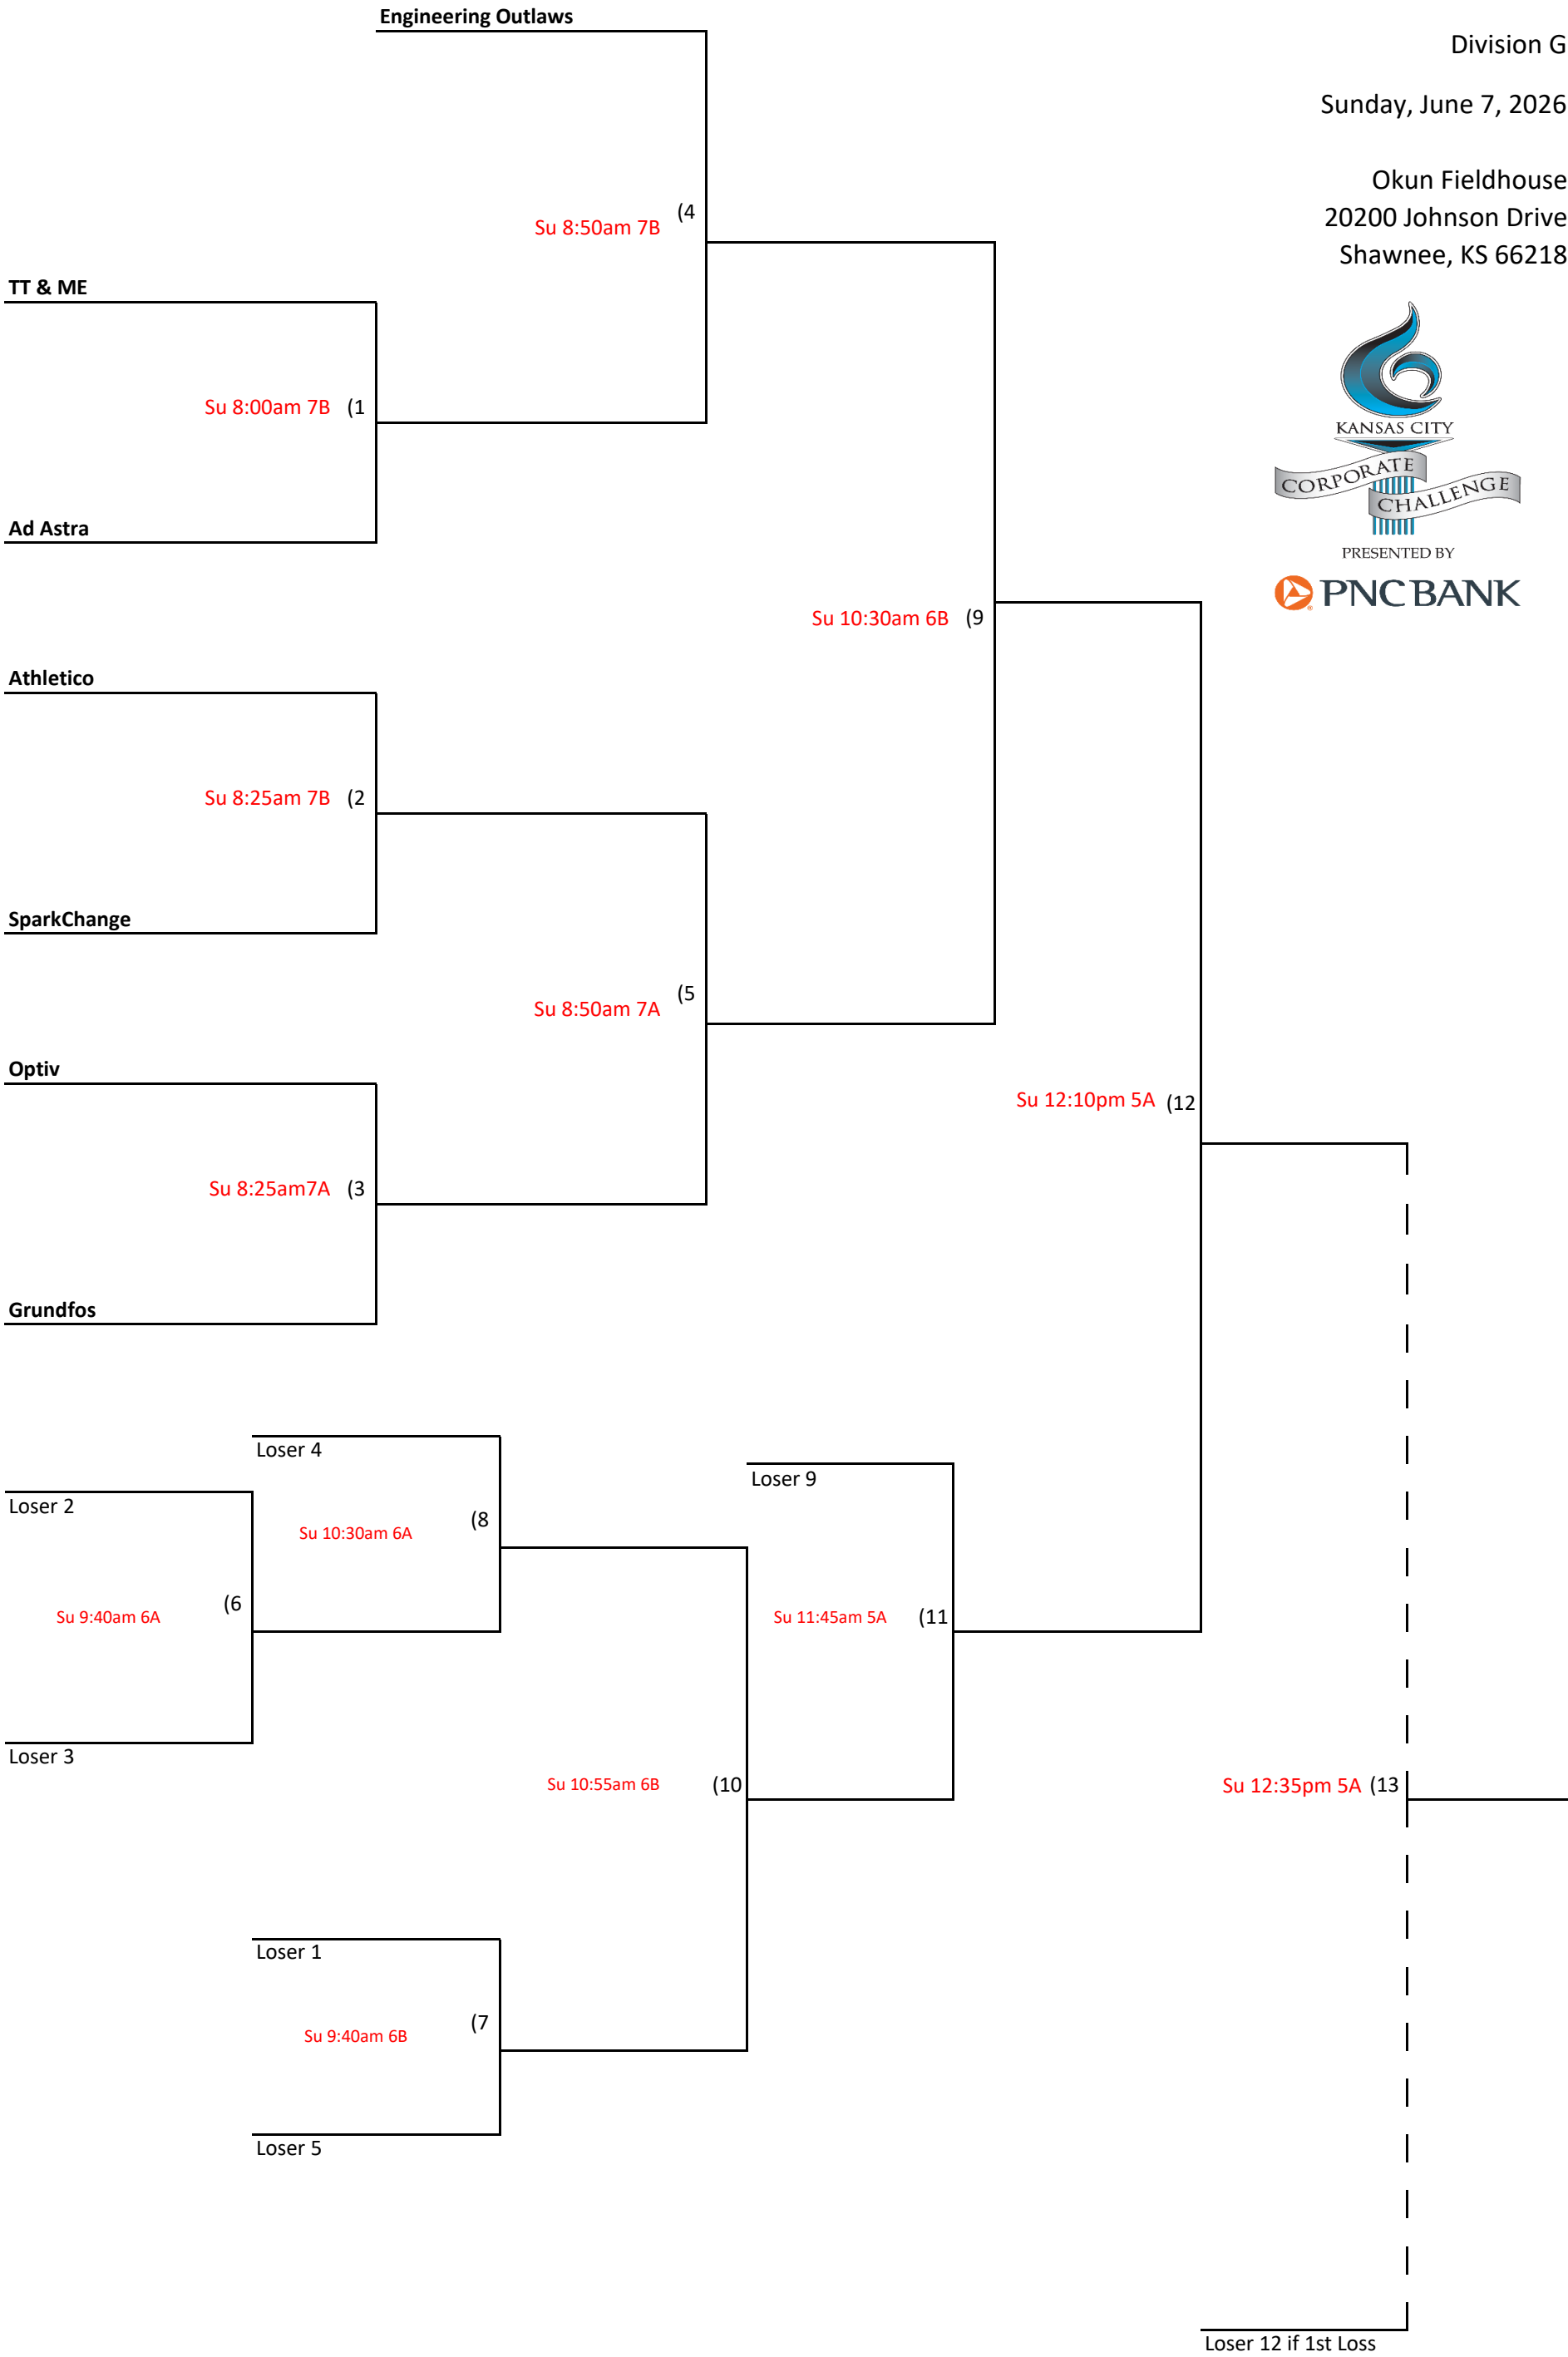 Engineering Outlaws
Division G
Sunday, June 7, 2026
Okun Fieldhouse
20200 Johnson Drive
Shawnee, KS 66218
(4
Su 8:50am 7B
TT & ME
Su 8:00am 7B (1
Ad Astra
KANSAS CITY
CORPORATE
CHALLENGE
PRESENTED BY
PNC BANK
Su 10:30am 6B (9
Athletico
Su 8:25am 7B (2
SparkChange
(5
Su 8:50am 7A
Optiv
Su 12:10pm 5A (12
Su 8:25am7A (3
Grundfos
Loser 4
Loser 9
Loser 2
(8
Su 10:30am 6A
(6
Su 9:40am 6A
Su 11:45am 5A (11
Loser 3
Su 10:55am 6B (10
Su 12:35pm 5A (13
Loser 1
(7
Su 9:40am 6B
Loser 5
Loser 12 if 1st Loss